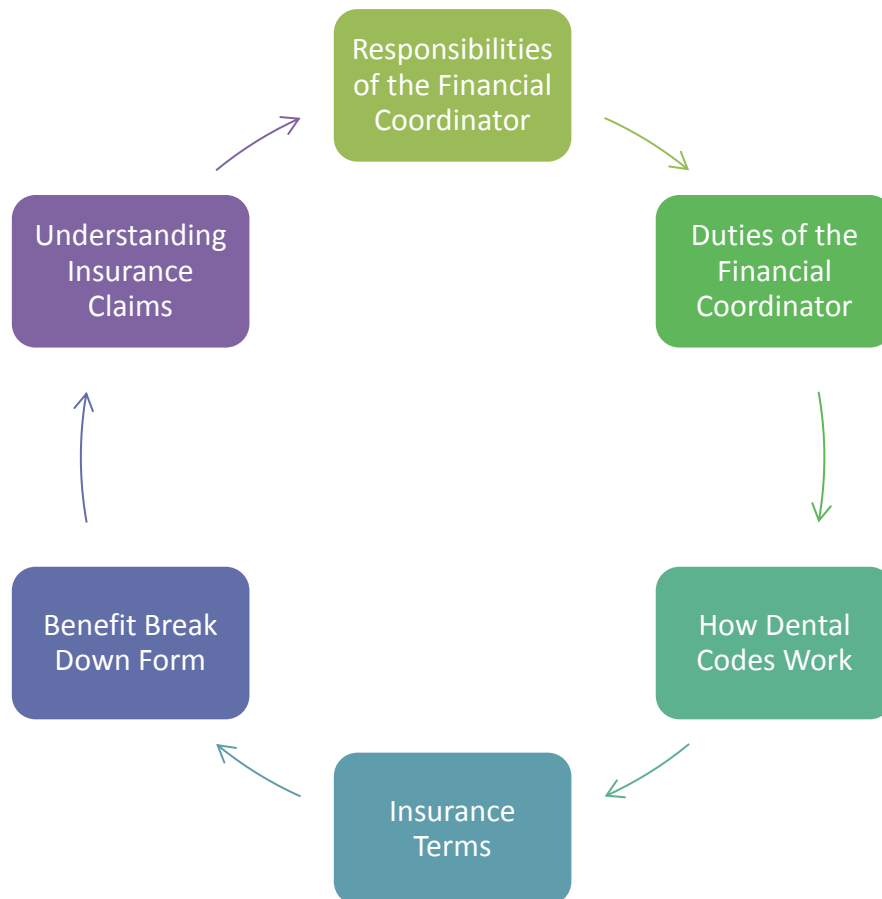 Responsibilities
of the Financial
Coordinator
Duties of the
Financial
Coordinator
How Dental
Codes Work
Insurance
Terms
Benefit Break
Down Form
Understanding
Insurance
Claims